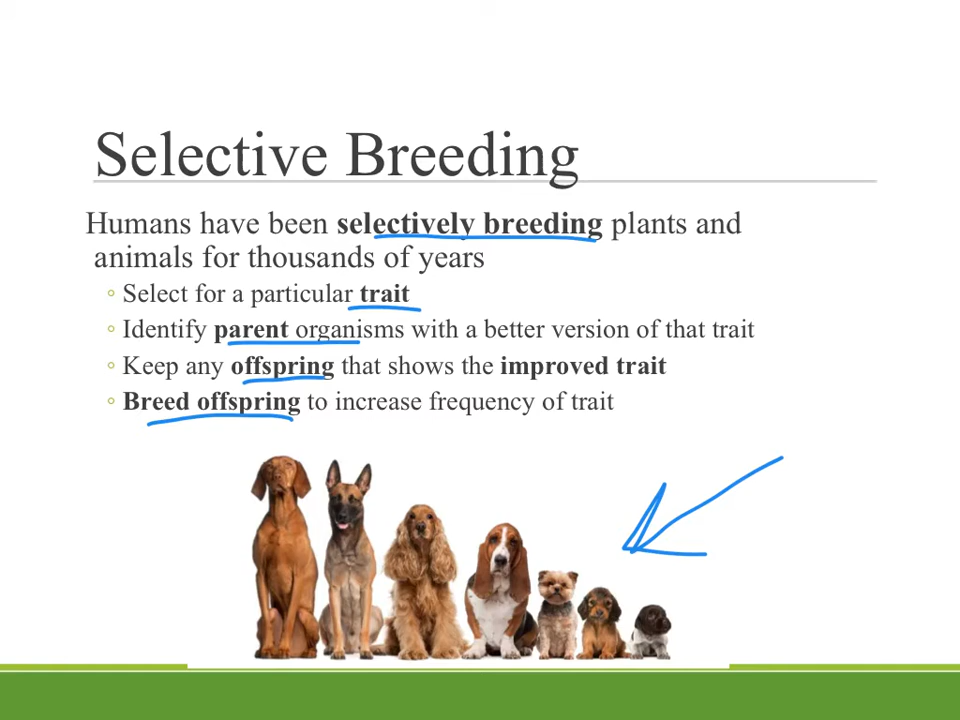 Selective Breeding
Humans have been selectively breeding plants and
animals for thousands of years
◦ Select for a particular trait
◦ Identify parent organisms with a better version of that trait
◦ Keep any offspring that shows the improved trait
◦ Breed offspring to increase frequency of trait